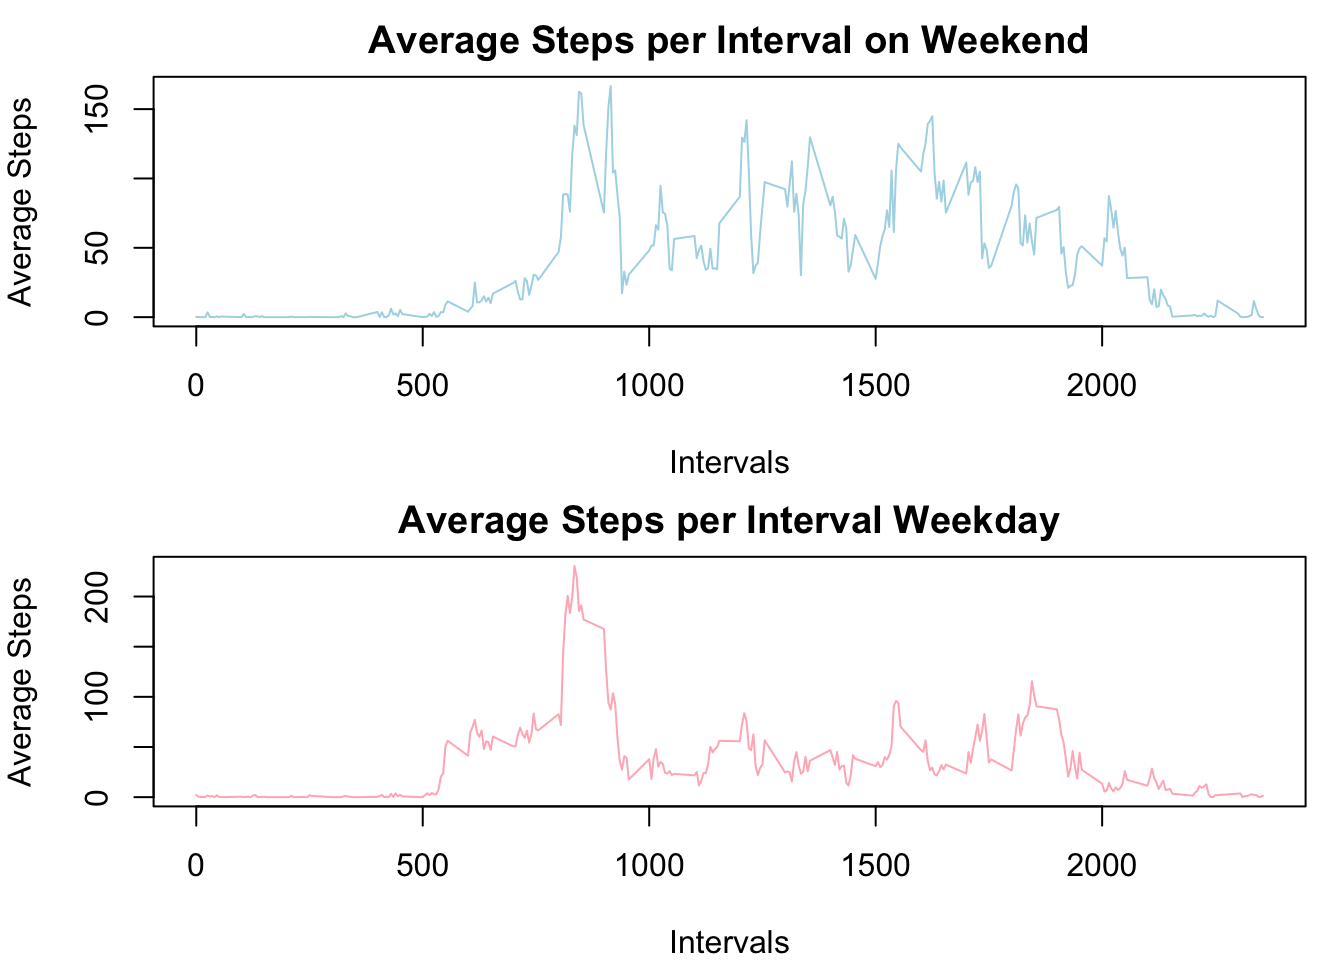 Average Steps per Interval on Weekend
Average Steps
150
50
0
0 500 1000 1500 2000
Intervals
Average Steps per Interval Weekday
Average Steps
200
100
0
0 500 1000 1500 2000
Intervals